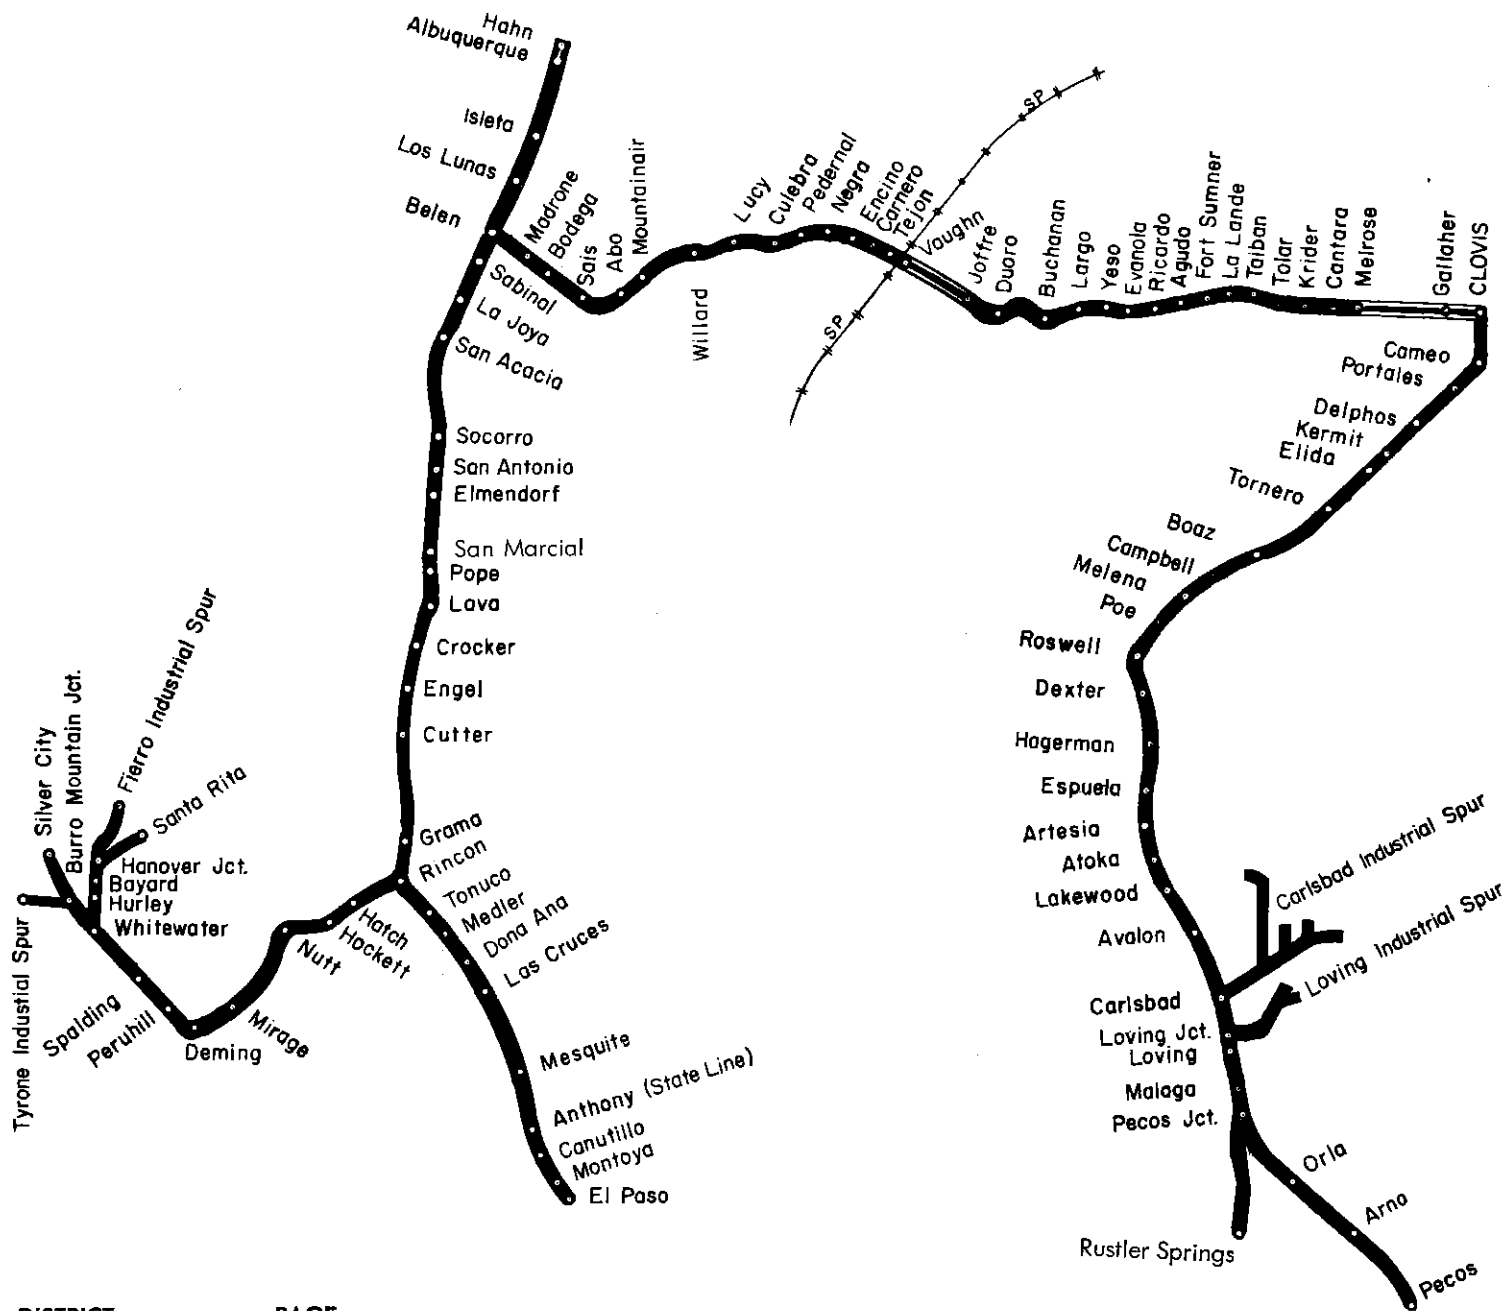 Hahn
Albuquerque
Isleta
Los Lunas
Belen
Madrone
Bodega
Sais
Abo
Mountainair
Willard
Lucy
Culebra
Pedernal
Negra
Encino
Carnero
Tejon
Vaughn
SP
SP
Joffre
Duoro
Buchanan
Largo
Yeso
Evanola
Ricardo
Agudo
Fort Sumner
La Lande
Taiban
Tolar
Krider
Cantara
Melrose
Gallaher
CLOVIS
Cameo
Portales
Delphos
Kermit
Elida
Tornero
Boaz
Campbell
Melena
Poe
Roswell
Dexter
Hagerman
Espuela
Artesia
Atoka
Lakewood
Avalon
Carlsbad Industrial Spur
Loving Industrial Spur
Carlsbad
Loving Jct.
Loving
Malaga
Pecos Jct.
Orla
Arno
Pecos
Rustler Springs
Sabinal
La Joya
San Acacia
Socorro
San Antonio
Elmendorf
San Marcial
Pope
Lava
Crocker
Engel
Cutter
Grama
Rincon
Tonuco
Medler
Dona Ana
Las Cruces
Mesquite
Anthony (State Line)
Canutillo
Montoya
El Paso
Hatch
Hockett
Nutt
Mirage
Deming
Peruhill
Spalding
Whitewater
Hurley
Bayard
Hanover Jct.
Santa Rita
Fierro Industrial Spur
Burro Mountain Jct.
Silver City
Tyrone Industial Spur
DISTRICT PAGE